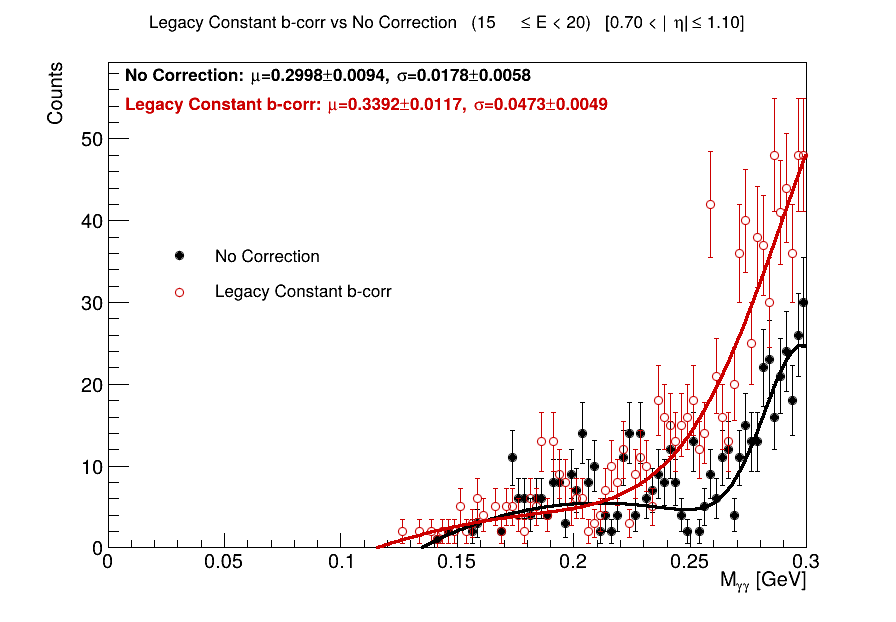 Legacy Constant b-corr vs No Correction (15 ≤ E < 20) [0.70 < | η| ≤ 1.10]
Counts
No Correction: μ=0.2998±0.0094, σ=0.0178±0.0058
Legacy Constant b-corr: μ=0.3392±0.0117, σ=0.0473±0.0049
50
40
30
20
10
0
No Correction
Legacy Constant b-corr
0 0.05 0.1 0.15 0.2 0.25 0.3
Mγγ [GeV]